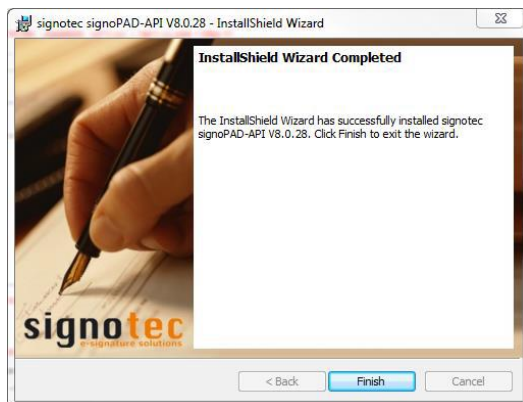 signotec signoPAD-API V8.0.28 - InstallShield Wizard
InstallShield Wizard Completed
The InstallShield Wizard has successfully installed signotec
signoPAD-API V8.0.28. Click Finish to exit the wizard.
signotec
e-signature solutions
< Back
Finish
Cancel